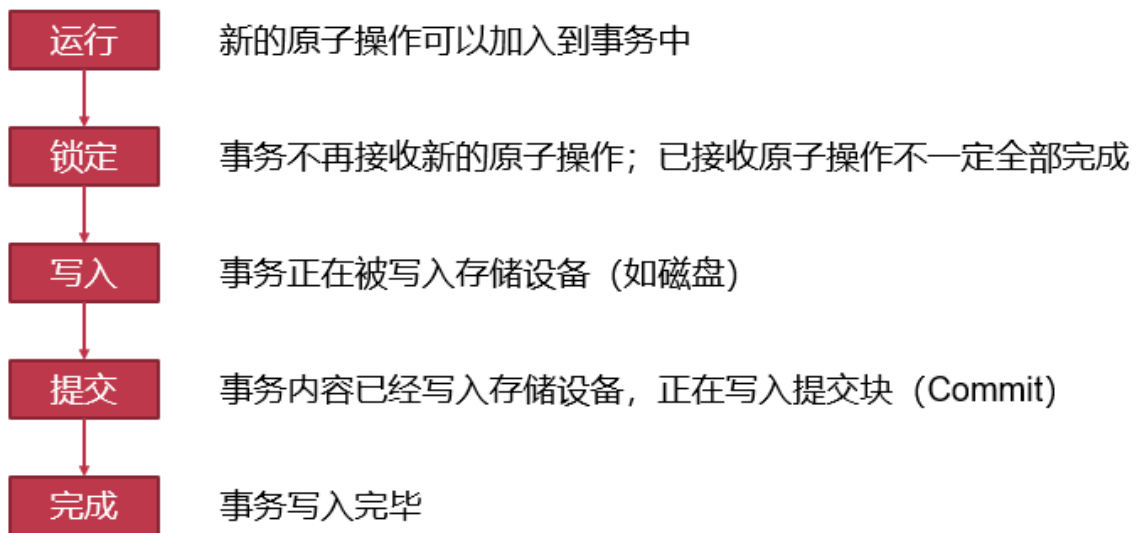 运行 新的原子操作可以加入到事务中
锁定 事务不再接收新的原子操作；已接收原子操作不一定全部完成
写入 事务正在被写入存储设备（如磁盘）
提交 事务内容已经写入存储设备，正在写入提交块（Commit）
完成 事务写入完毕